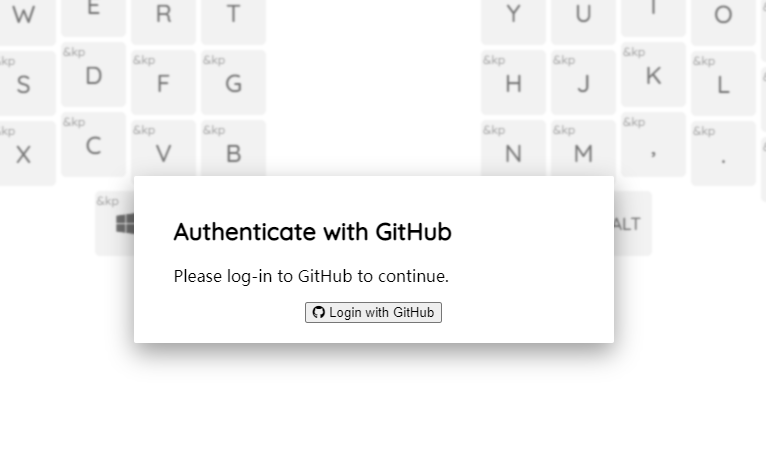 W E R T Y U I O
&kp &kp &kp &kp &kp &kp &kp &kp
S D F G H J K L
&kp &kp &kp &kp &kp &kp &kp &kp
X C V B N M , .
&kp
ALT
Authenticate with GitHub
Please log-in to GitHub to continue.
Login with GitHub